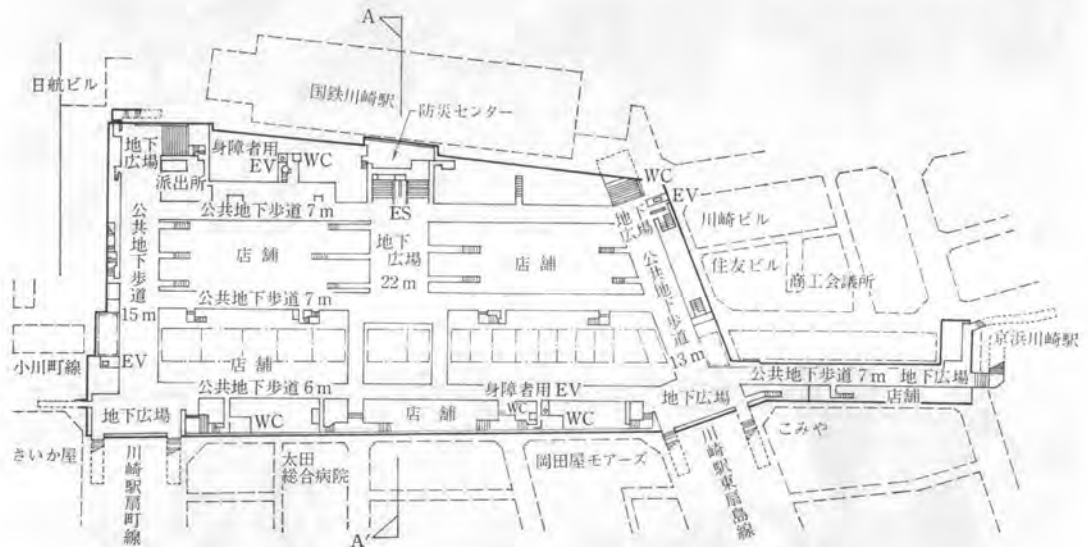 A
日航ビル
国鉄川崎駅
防災センター
地下
広場
身障者用
EV
WC
派出所
公共地下歩道 7 m
ES
WC
EV
川崎ビル
地下
広場
住友ビル
商工会議所
公共地下歩道
15 m
店舗
地下
広場
22 m
店舗
公共地下歩道
13 m
公共地下歩道 7 m
京浜川崎駅
小川町線
EV
店舗
公共地下歩道 6 m
身障者用 EV
公共地下歩道 7 m
地下広場
店舗
地下広場
WC
店舗
WC
WC
地下広場
こみや
さいか屋
川崎駅扇町線
太田
総合病院
岡田屋モアーズ
川崎駅東扇島線
A′